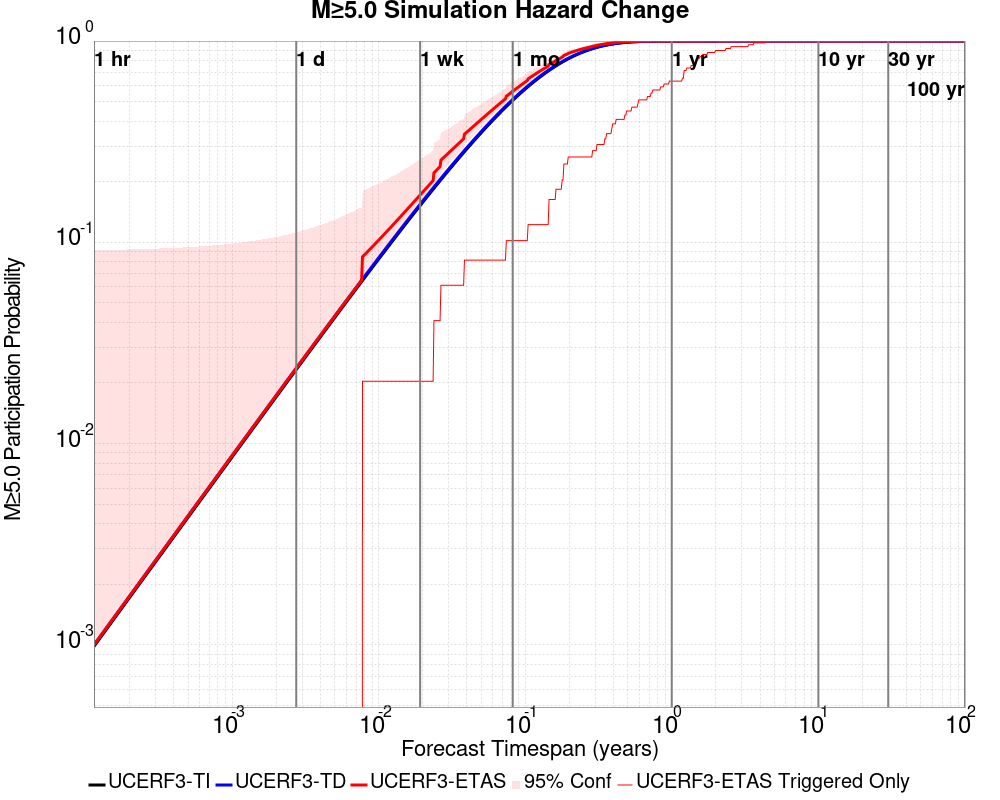 M≥5.0 Simulation Hazard Change
10^0
10^-1
10^-2
10^-3
M≥5.0 Participation Probability
1 hr
1 d
1 wk
1 mo
1 yr
10 yr
30 yr
100 yr
10^-3
10^-2
10^-1
10^0
10^1
10^2
Forecast Timespan (years)
UCERF3-TI UCERF3-TD UCERF3-ETAS 95% Conf UCERF3-ETAS Triggered Only